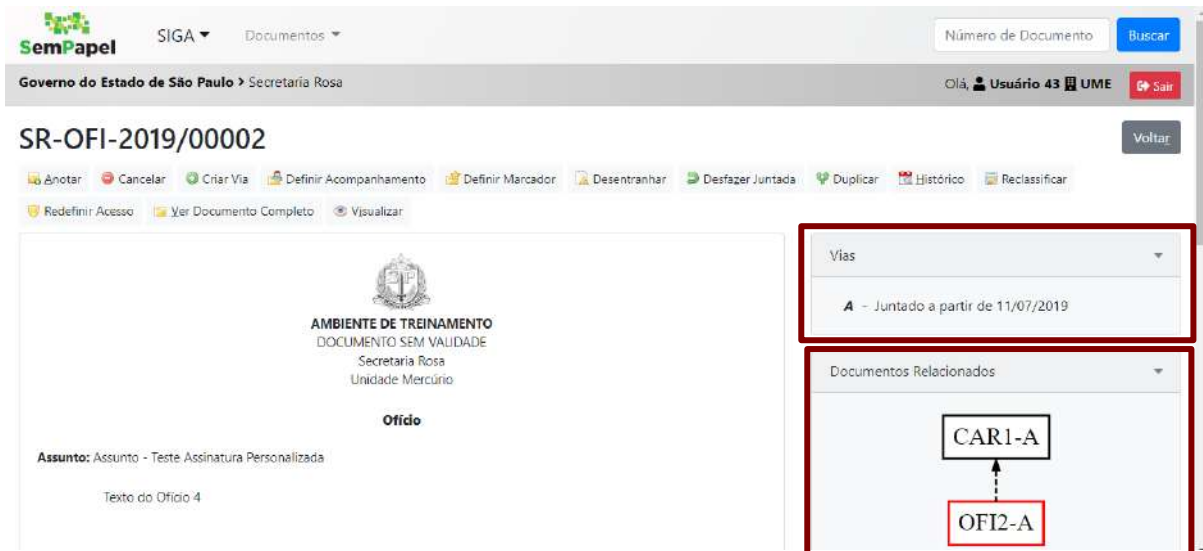 SemPapel
SIGA
Documentos
Número de Documento
Buscar
Governo do Estado de São Paulo > Secretaria Rosa
Olá, Usuário 43 UME
Sair
SR-OFI-2019/00002
Voltar
Anotar Cancelar Criar Via Definir Acompanhamento Definir Marcador Desentranhar Desfazer Juntada Duplicar Histórico Reclassificar
Redefinir Acesso Ver Documento Completo Visualizar
AMBIENTE DE TREINAMENTO
DOCUMENTO SEM VALIDADE
Secretaria Rosa
Unidade Mercúrio
Ofício
Assunto: Assunto - Teste Assinatura Personalizada
Texto do Ofício 4
Vias
A - Juntado a partir de 11/07/2019
Documentos Relacionados
CAR1-A
OFI2-A